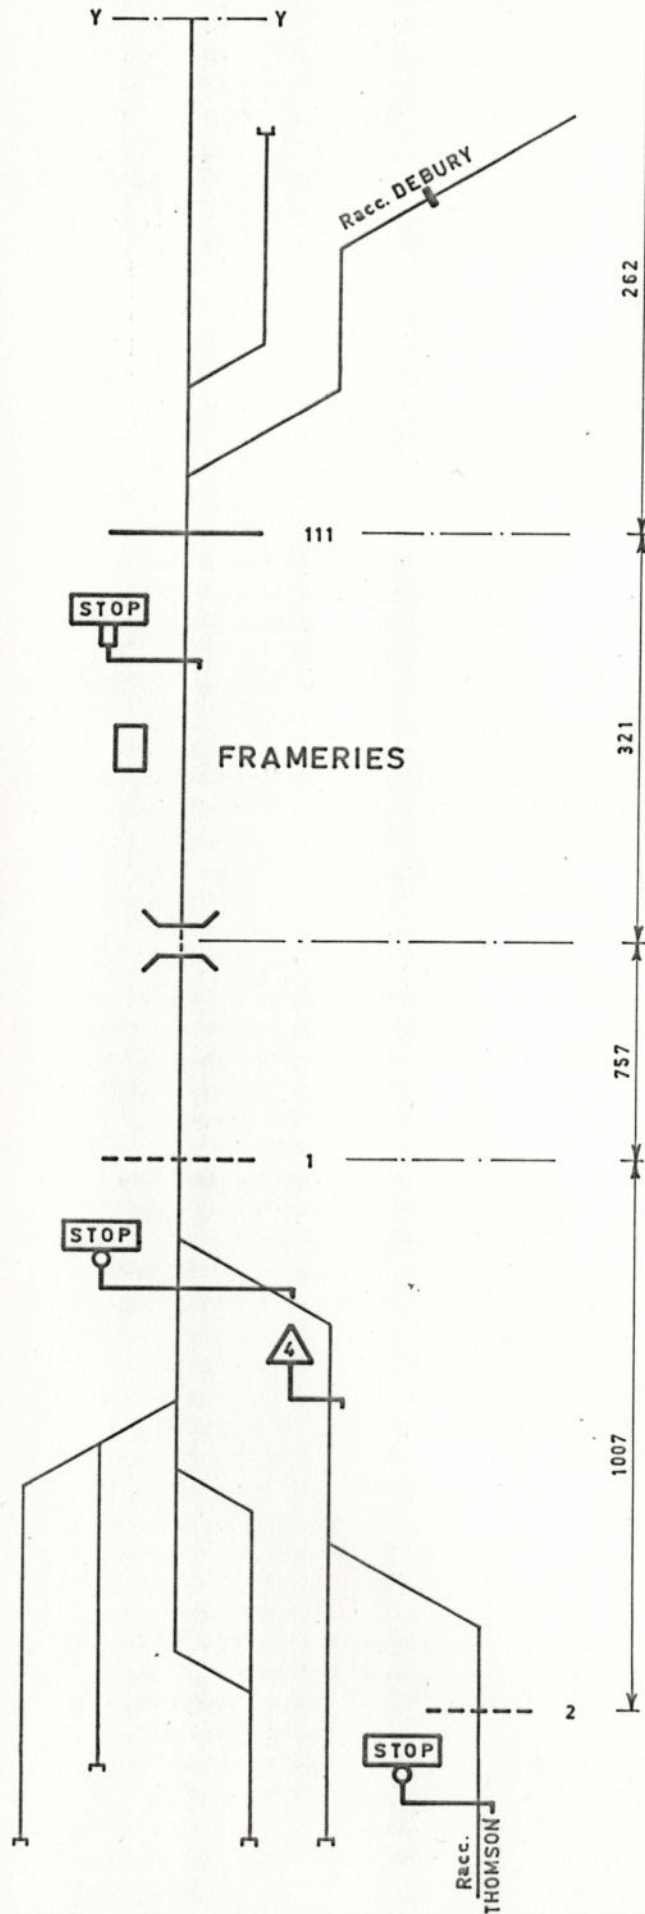 Y Y
Racc. DEBURY
262
111
STOP
321
FRAMERIES
757
1
STOP
4
1007
2
STOP
Racc.
THOMSON